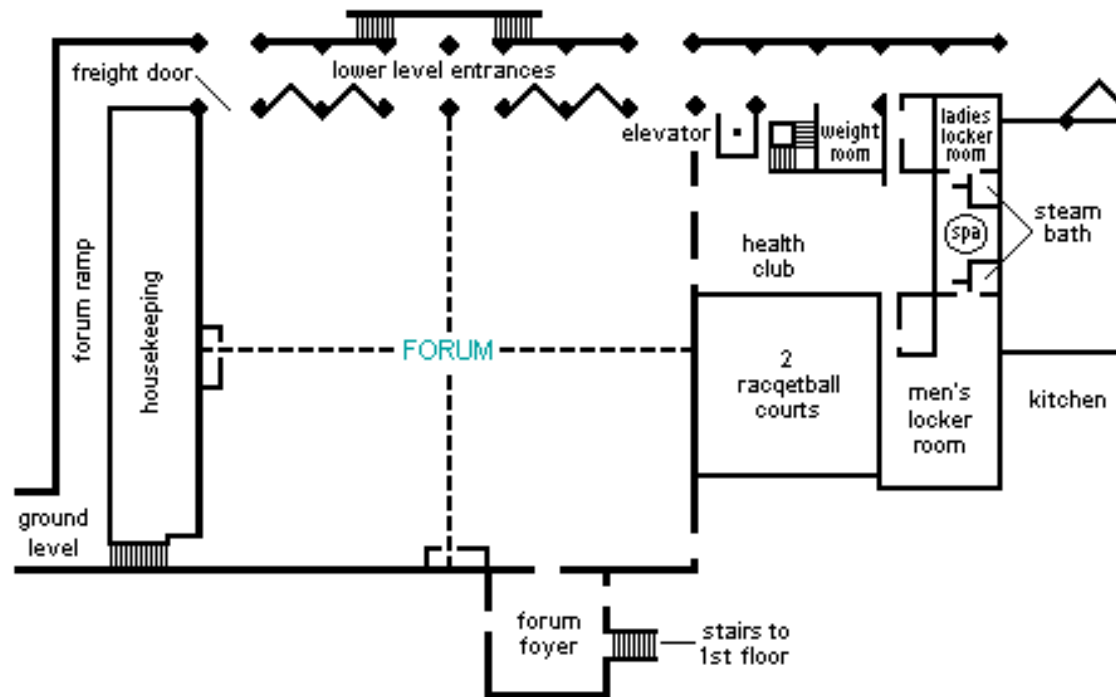 freight door
lower level entrances
elevator
weight
room
ladies
locker
room
steam
bath
spa
health
club
forum ramp
housekeeping
FORUM
2
racqetball
courts
men's
locker
room
kitchen
ground
level
forum
foyer
stairs to
1st floor